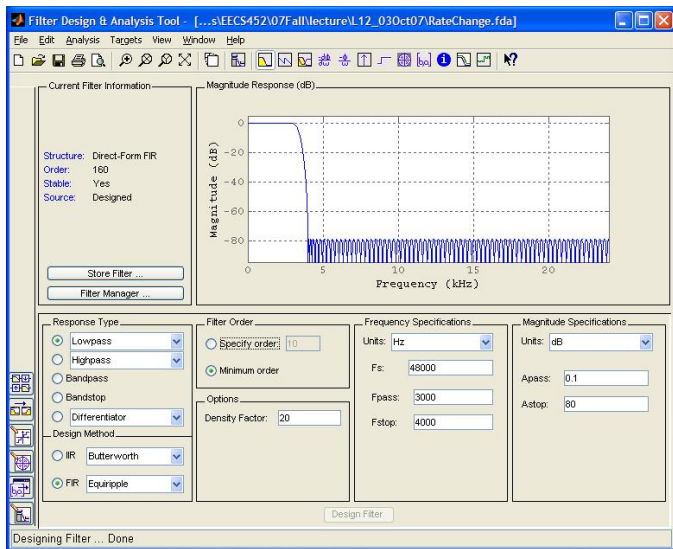 Filter Design & Analysis Tool - [...s\EECS452\07Fall\lecture\L12_03Oct07\RateChange.fda]
File Edit Analysis Targets View Window Help
Current Filter Information
Structure: Direct-Form FIR
Order: 160
Stable: Yes
Source: Designed
Store Filter ...
Filter Manager ...
Magnitude Response (dB)
Magnitude (dB)
0
-20
-40
-60
-80
0 5 10 15 20
Frequency (kHz)
Response Type
Lowpass
Highpass
Bandpass
Bandstop
Differentiator
Design Method
IIR Butterworth
FIR Equiripple
Filter Order
Specify order: 10
Minimum order
Options
Density Factor: 20
Frequency Specifications
Units: Hz
Fs: 48000
Fpass: 3000
Fstop: 4000
Magnitude Specifications
Units: dB
Apass: 0.1
Astop: 80
Design Filter
Designing Filter ... Done